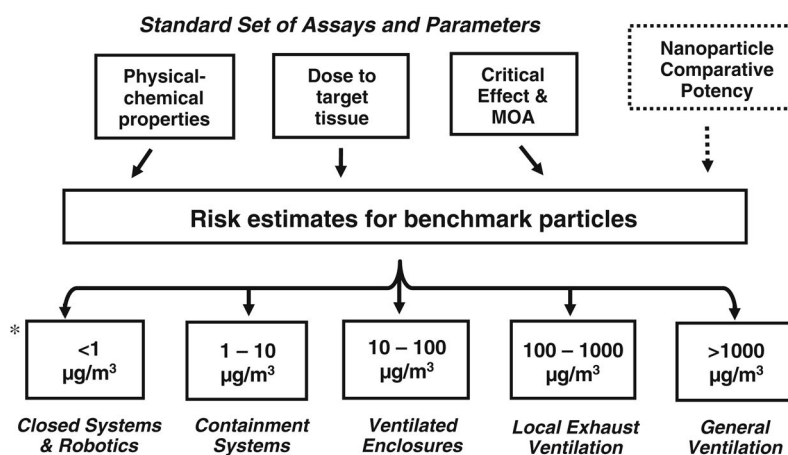 Standard Set of Assays and Parameters
Physical-
chemical
properties
Dose to
target
tissue
Critical
Effect &
MOA
Nanoparticle
Comparative
Potency
Risk estimates for benchmark particles
*
<1
µg/m³
1 – 10
µg/m³
10 – 100
µg/m³
100 – 1000
µg/m³
>1000
µg/m³
Closed Systems
& Robotics
Containment
Systems
Ventilated
Enclosures
Local Exhaust
Ventilation
General
Ventilation